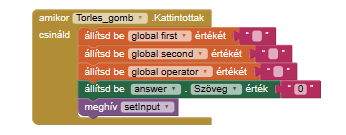 amikor Torles_gomb .Kattintottak
csináld állítsd be global first értékét " "
állítsd be global second értékét " "
állítsd be global operator értékét " "
állítsd be answer . Szöveg érték " 0 "
meghív setInput